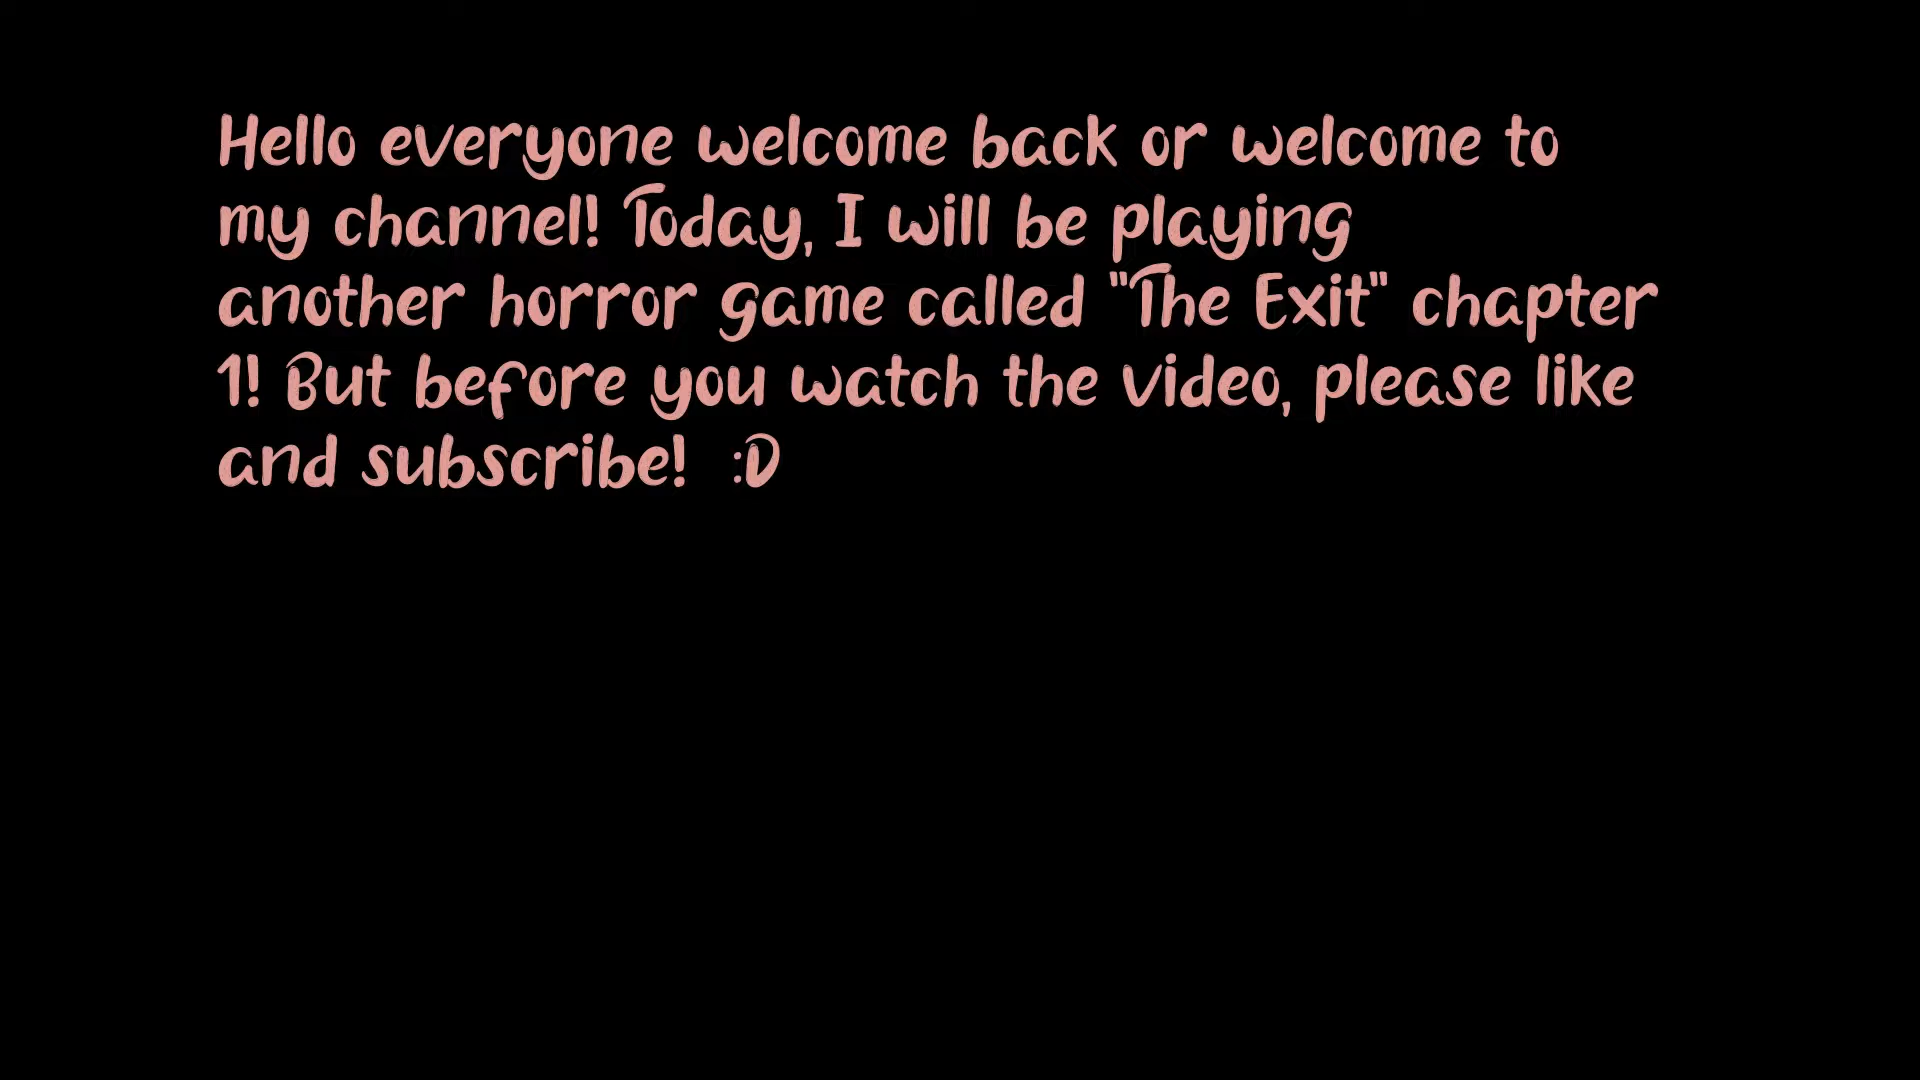 Hello everyone welcome back or welcome to
my channel! Today, I will be playing
another horror game called "The Exit" chapter
1! But before you watch the video, please like
and subscribe!  :D